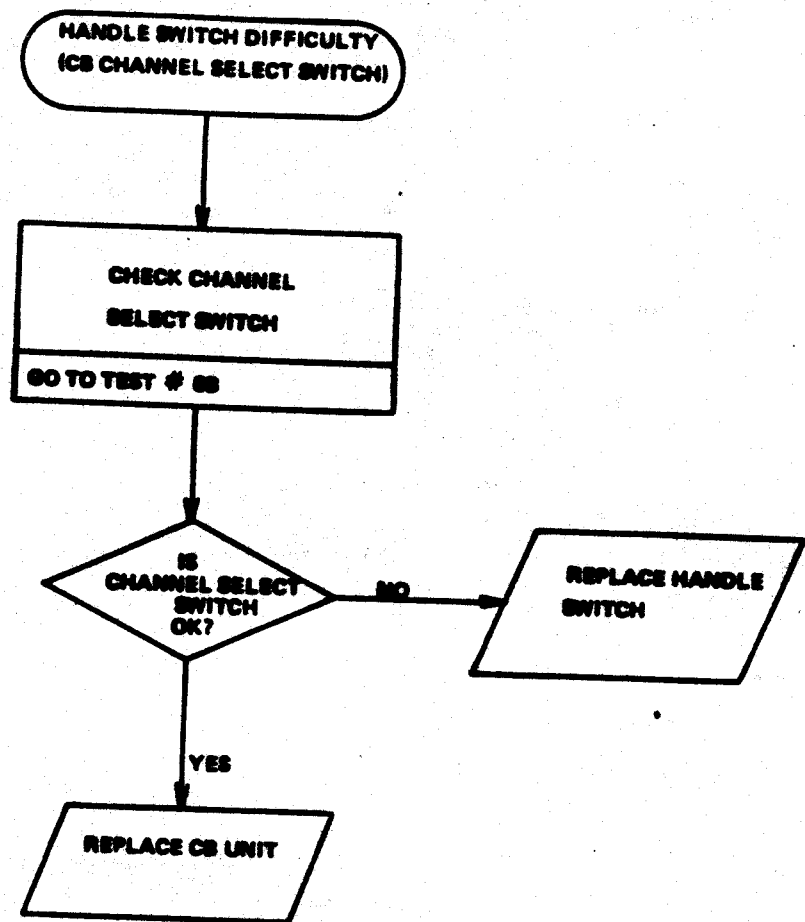 HANDLE SWITCH DIFFICULTY
(CB CHANNEL SELECT SWITCH)
CHECK CHANNEL
SELECT SWITCH
GO TO TEST #
IS
CHANNEL SELECT
SWITCH
OK?
NO
REPLACE HANDLE
SWITCH
YES
REPLACE CB UNIT